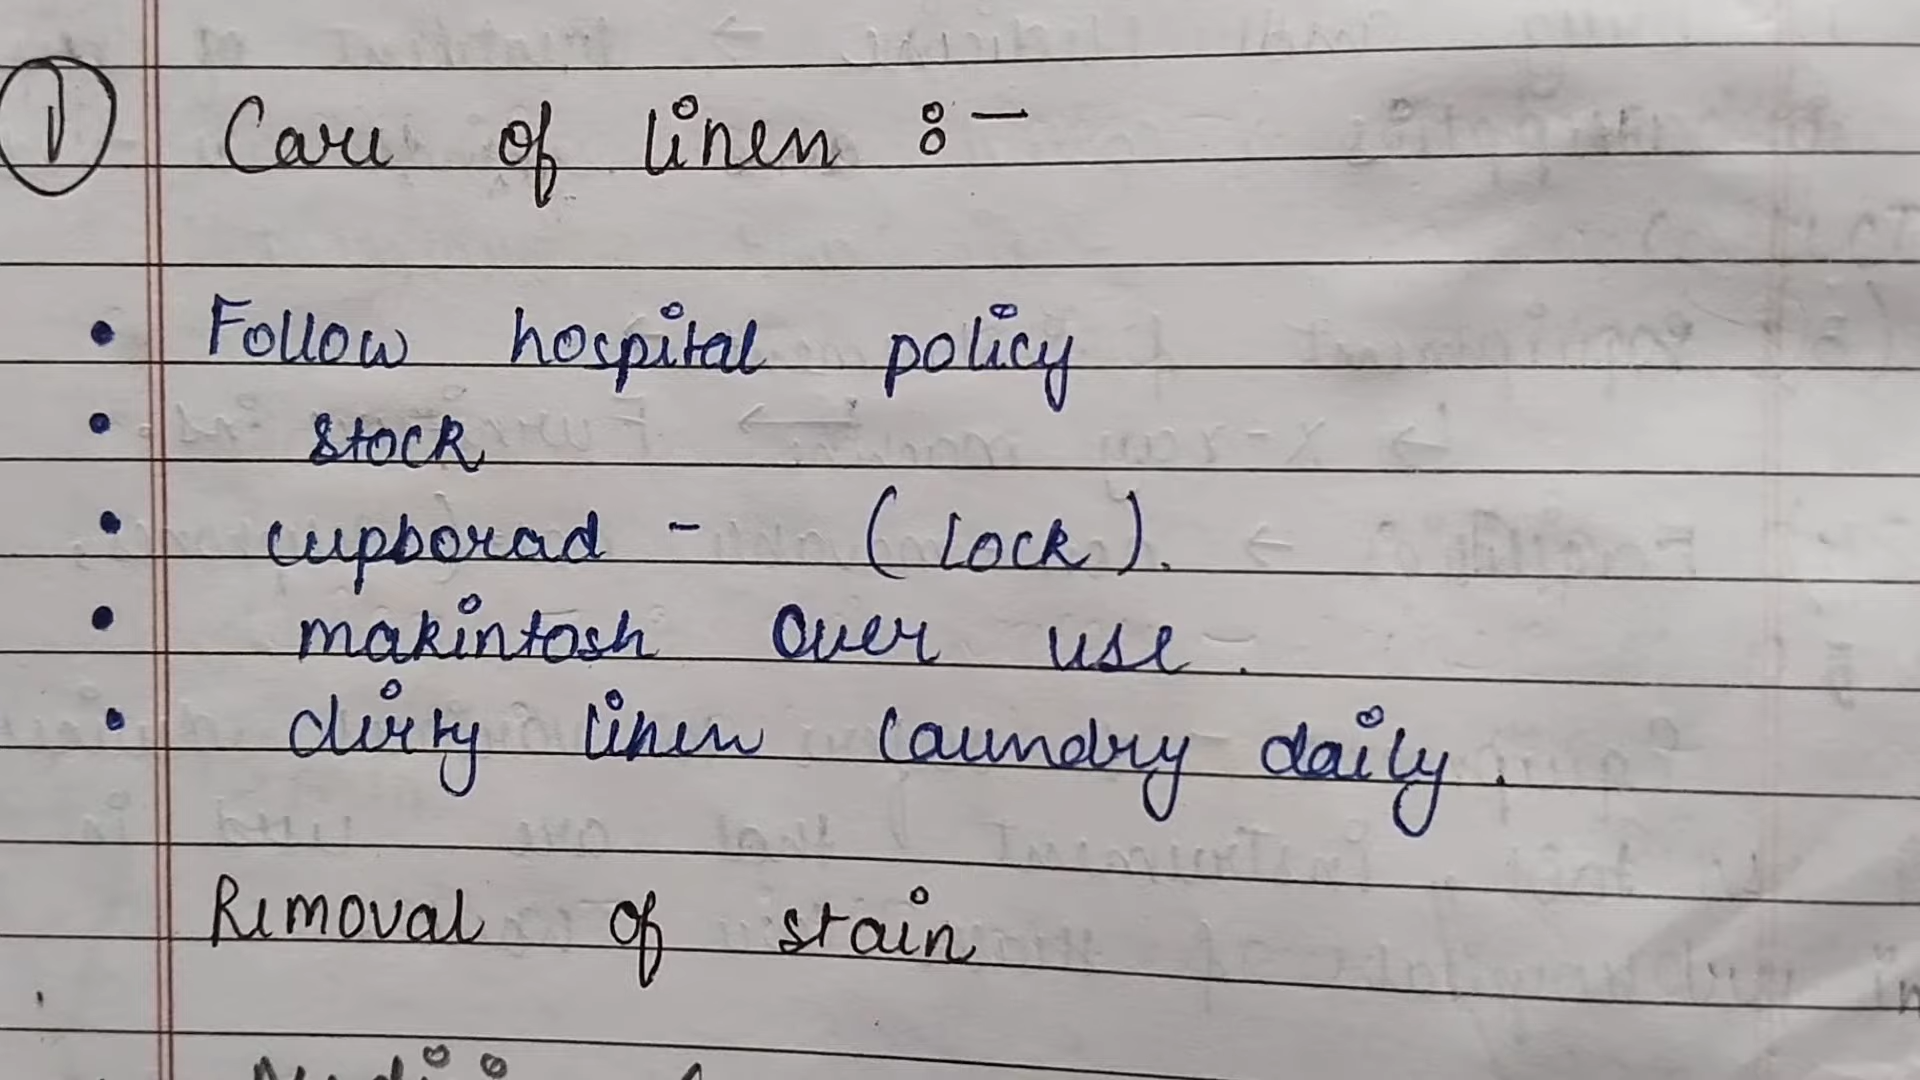 ① Care of linen :-
• Follow hospital policy
• stock
• cupborad - (Lock).
• makintosh over use.
• dirty linen laundry daily.
Removal of stain